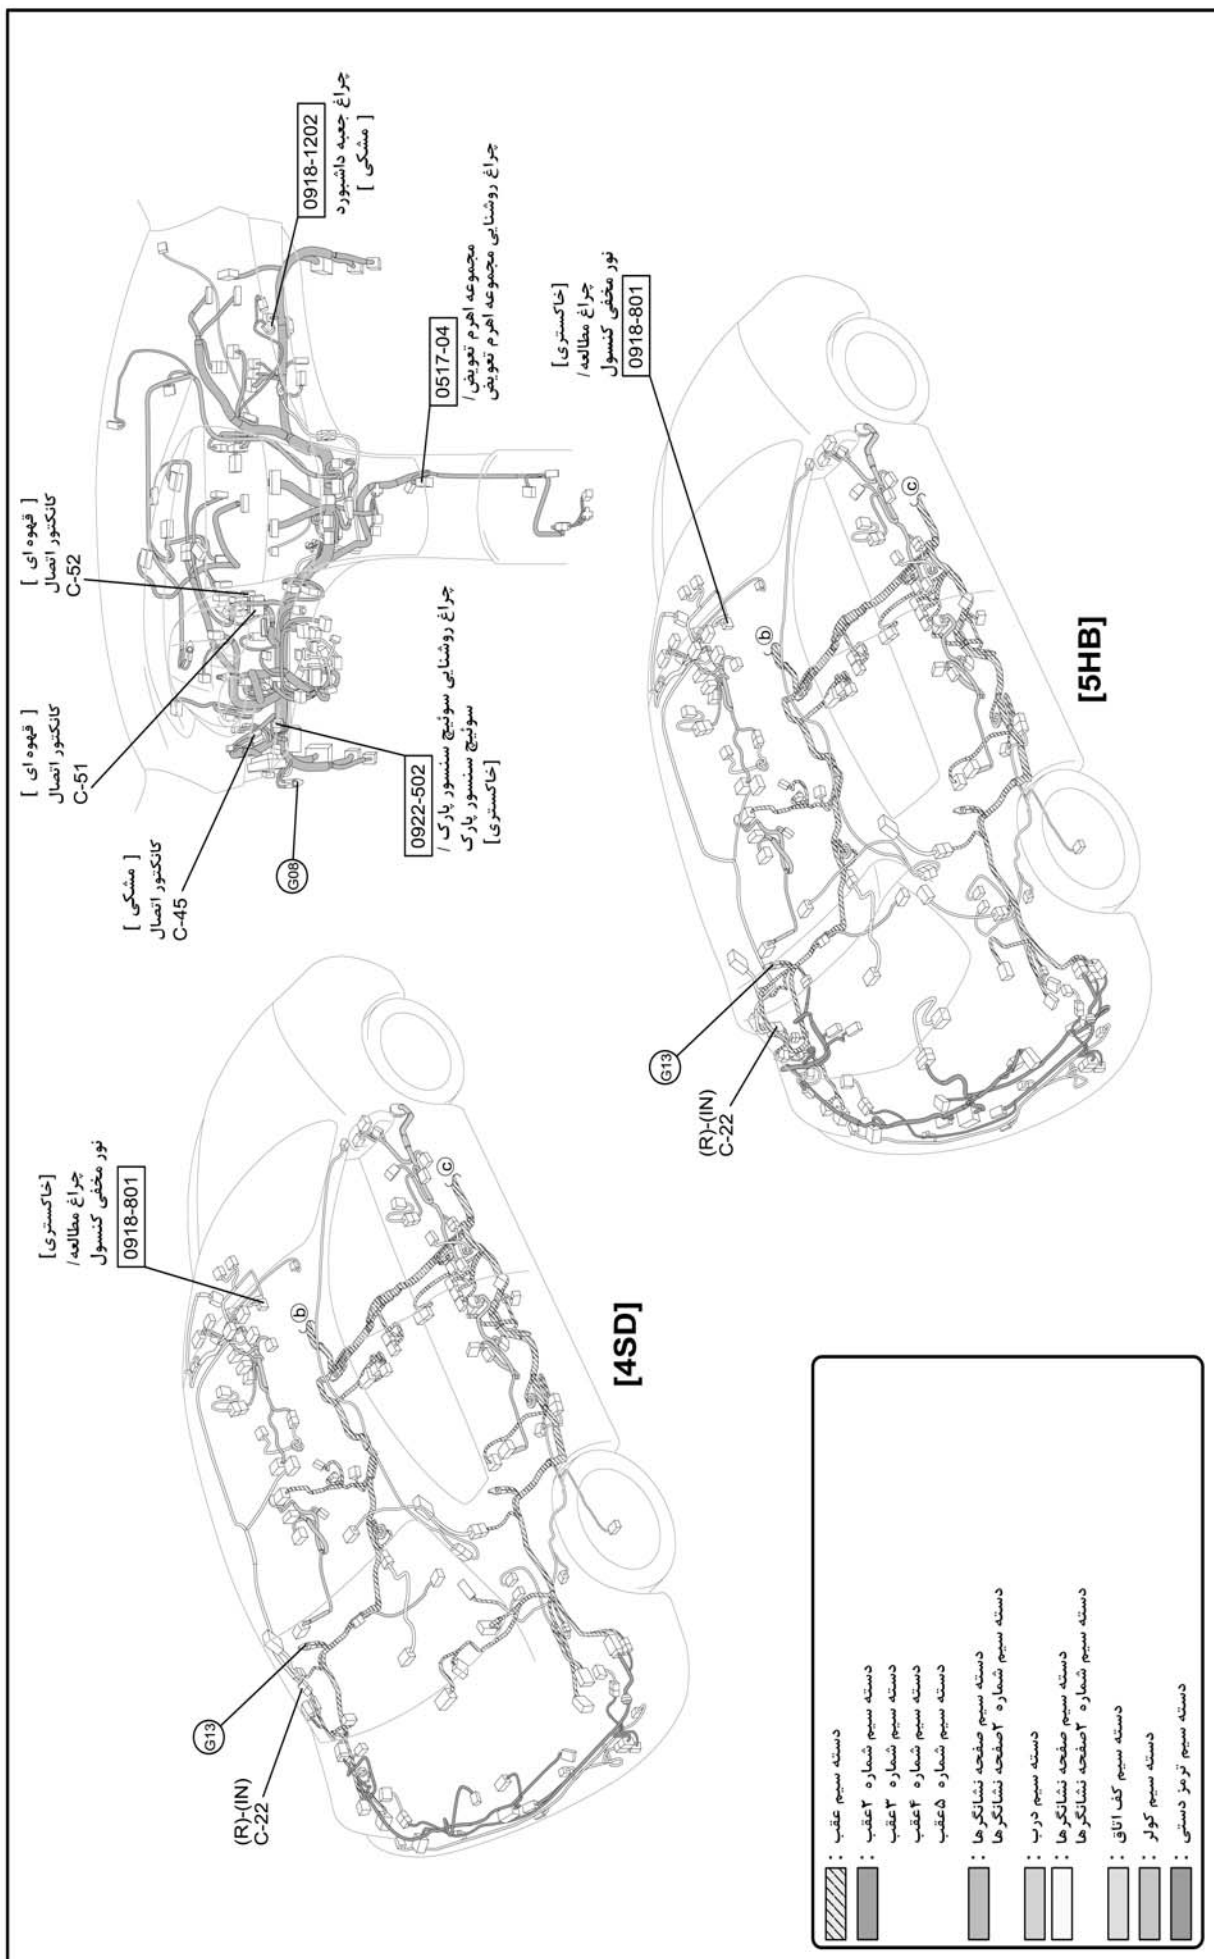 0918-1202
چراغ جعبه داشبورد
[ مشکی ]
0517-04
مجموعه اهرم تعویض/
چراغ روشنایی مجموعه اهرم تعویض
[ قهوه ای ]
کانکتور اتصال
C-52
[ قهوه ای ]
کانکتور اتصال
C-51
[ مشکی ]
کانکتور اتصال
C-45
G08
0922-502
چراغ روشنایی سوئیچ سنسور پارک /
سوئیچ سنسور پارک
[خاکستری]
[خاکستری]
چراغ مطالعه/
نور مخفی کنسول
0918-801
b
c
G13
(R)-(IN)
C-22
[4SD]
[خاکستری]
چراغ مطالعه/
نور مخفی کنسول
0918-801
b
c
G13
(R)-(IN)
C-22
[5HB]
: دسته سیم عقب
: دسته سیم شماره ۲عقب
دسته سیم شماره ۳عقب
دسته سیم شماره ۴عقب
دسته سیم شماره ۵عقب
: دسته سیم صفحه نشانگرها
دسته سیم شماره ۲صفحه نشانگرها
: دسته سیم درب
: دسته سیم صفحه نشانگرها
دسته سیم شماره ۲صفحه نشانگرها
: دسته سیم کف اتاق
: دسته سیم کولر
: دسته سیم ترمز دستی